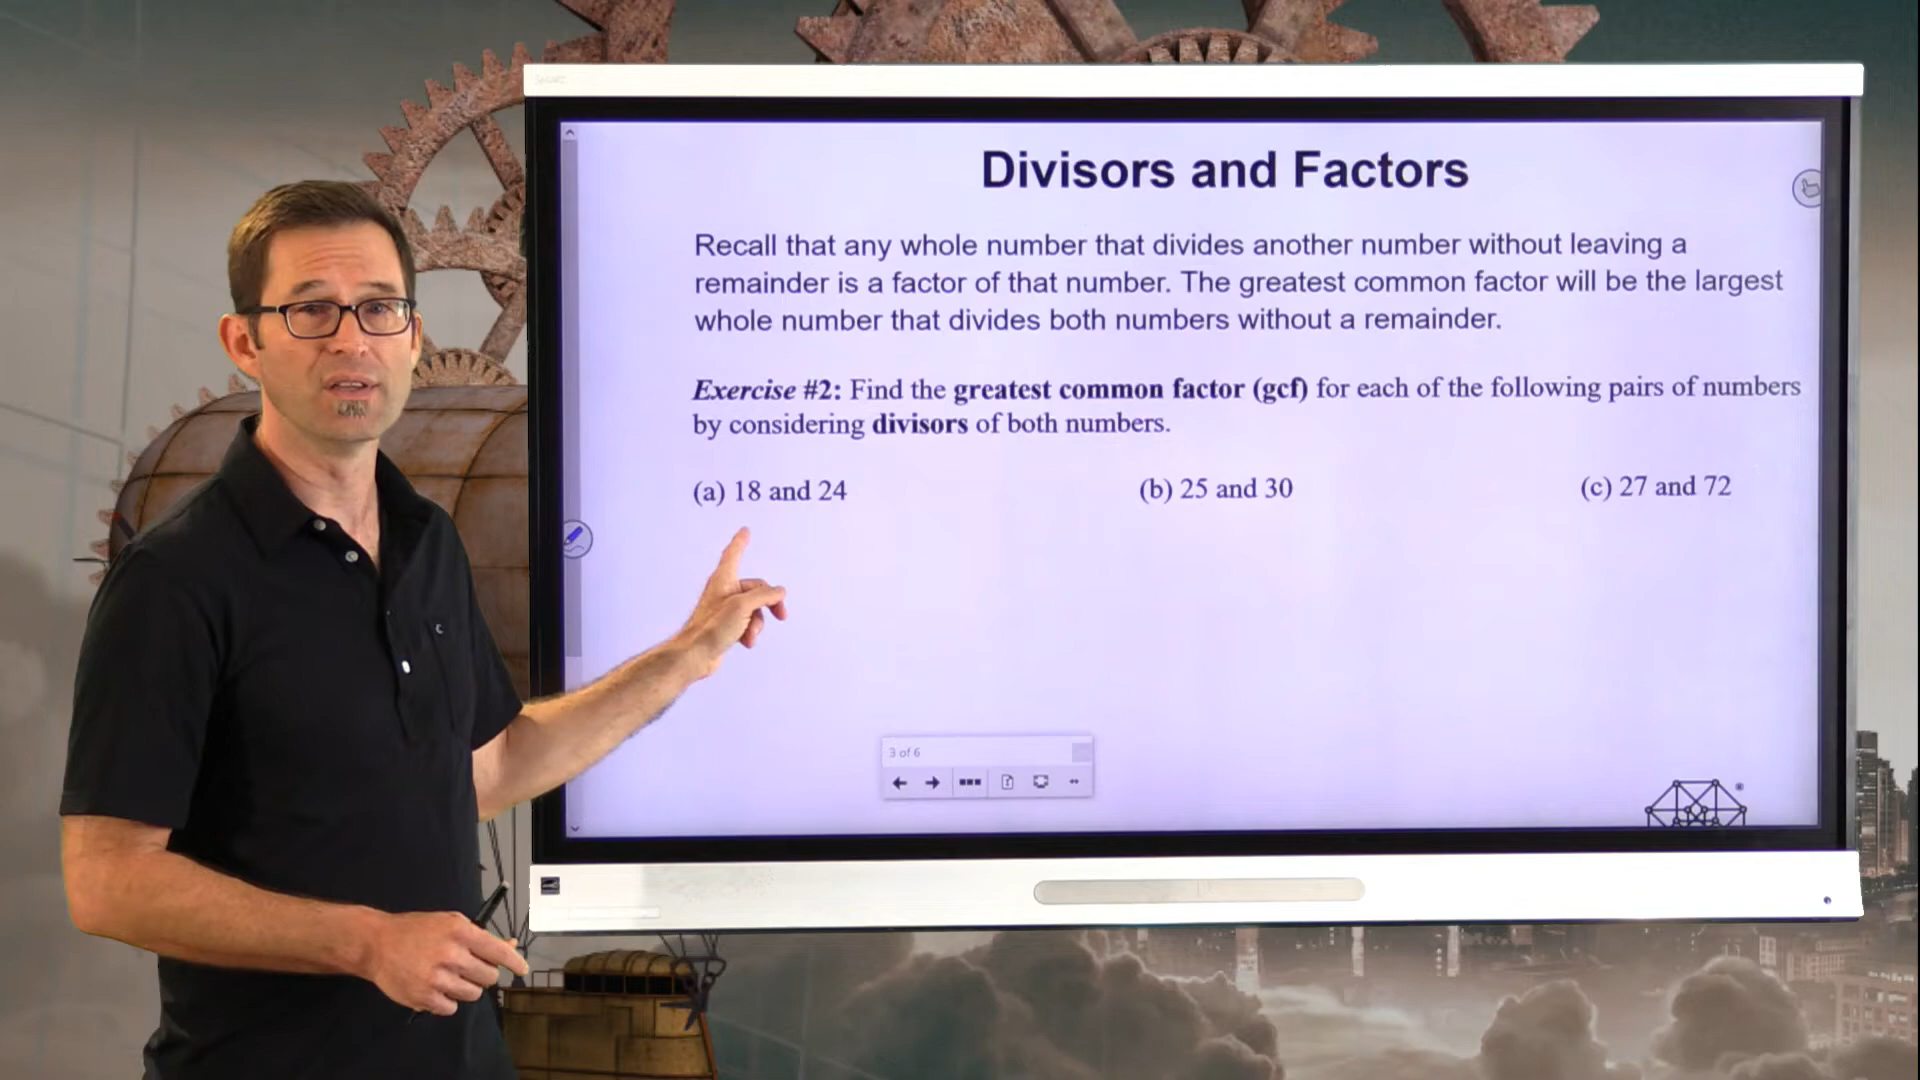 Divisors and Factors
Recall that any whole number that divides another number without leaving a
remainder is a factor of that number. The greatest common factor will be the largest
whole number that divides both numbers without a remainder.
Exercise #2: Find the greatest common factor (gcf) for each of the following pairs of numbers
by considering divisors of both numbers.
(a) 18 and 24 (b) 25 and 30 (c) 27 and 72
3 of 6